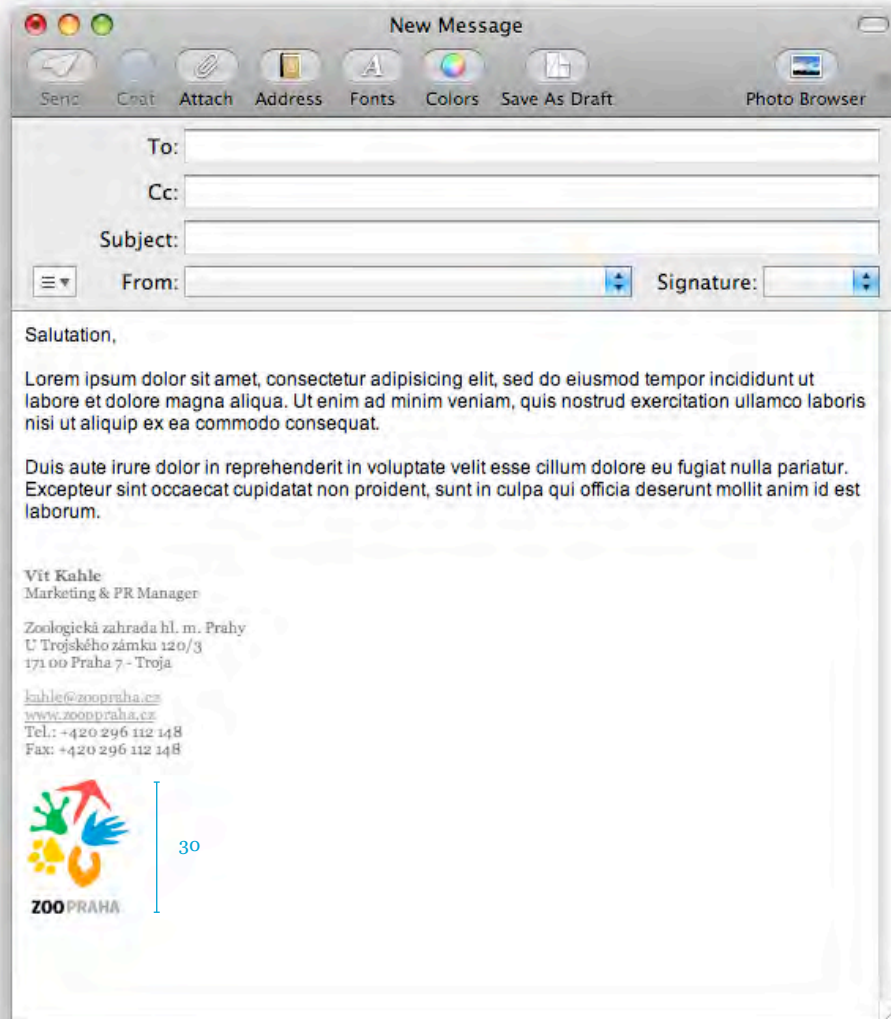 New Message
Send Chat Attach Address Fonts Colors Save As Draft Photo Browser
To:
Cc:
Subject:
From: Signature:
Salutation,
Lorem ipsum dolor sit amet, consectetur adipisicing elit, sed do eiusmod tempor incididunt ut
labore et dolore magna aliqua. Ut enim ad minim veniam, quis nostrud exercitation ullamco laboris
nisi ut aliquip ex ea commodo consequat.
Duis aute irure dolor in reprehenderit in voluptate velit esse cillum dolore eu fugiat nulla pariatur.
Excepteur sint occaecat cupidatat non proident, sunt in culpa qui officia deserunt mollit anim id est
laborum.
Vít Kahle
Marketing & PR Manager
Zoologická zahrada hl. m. Prahy
U Trojského zámku 120/3
171 00 Praha 7 - Troja
kahle@zoopraha.cz
www.zooppraha.cz
Tel.: +420 296 112 148
Fax: +420 296 112 148
30
ZOO PRAHA